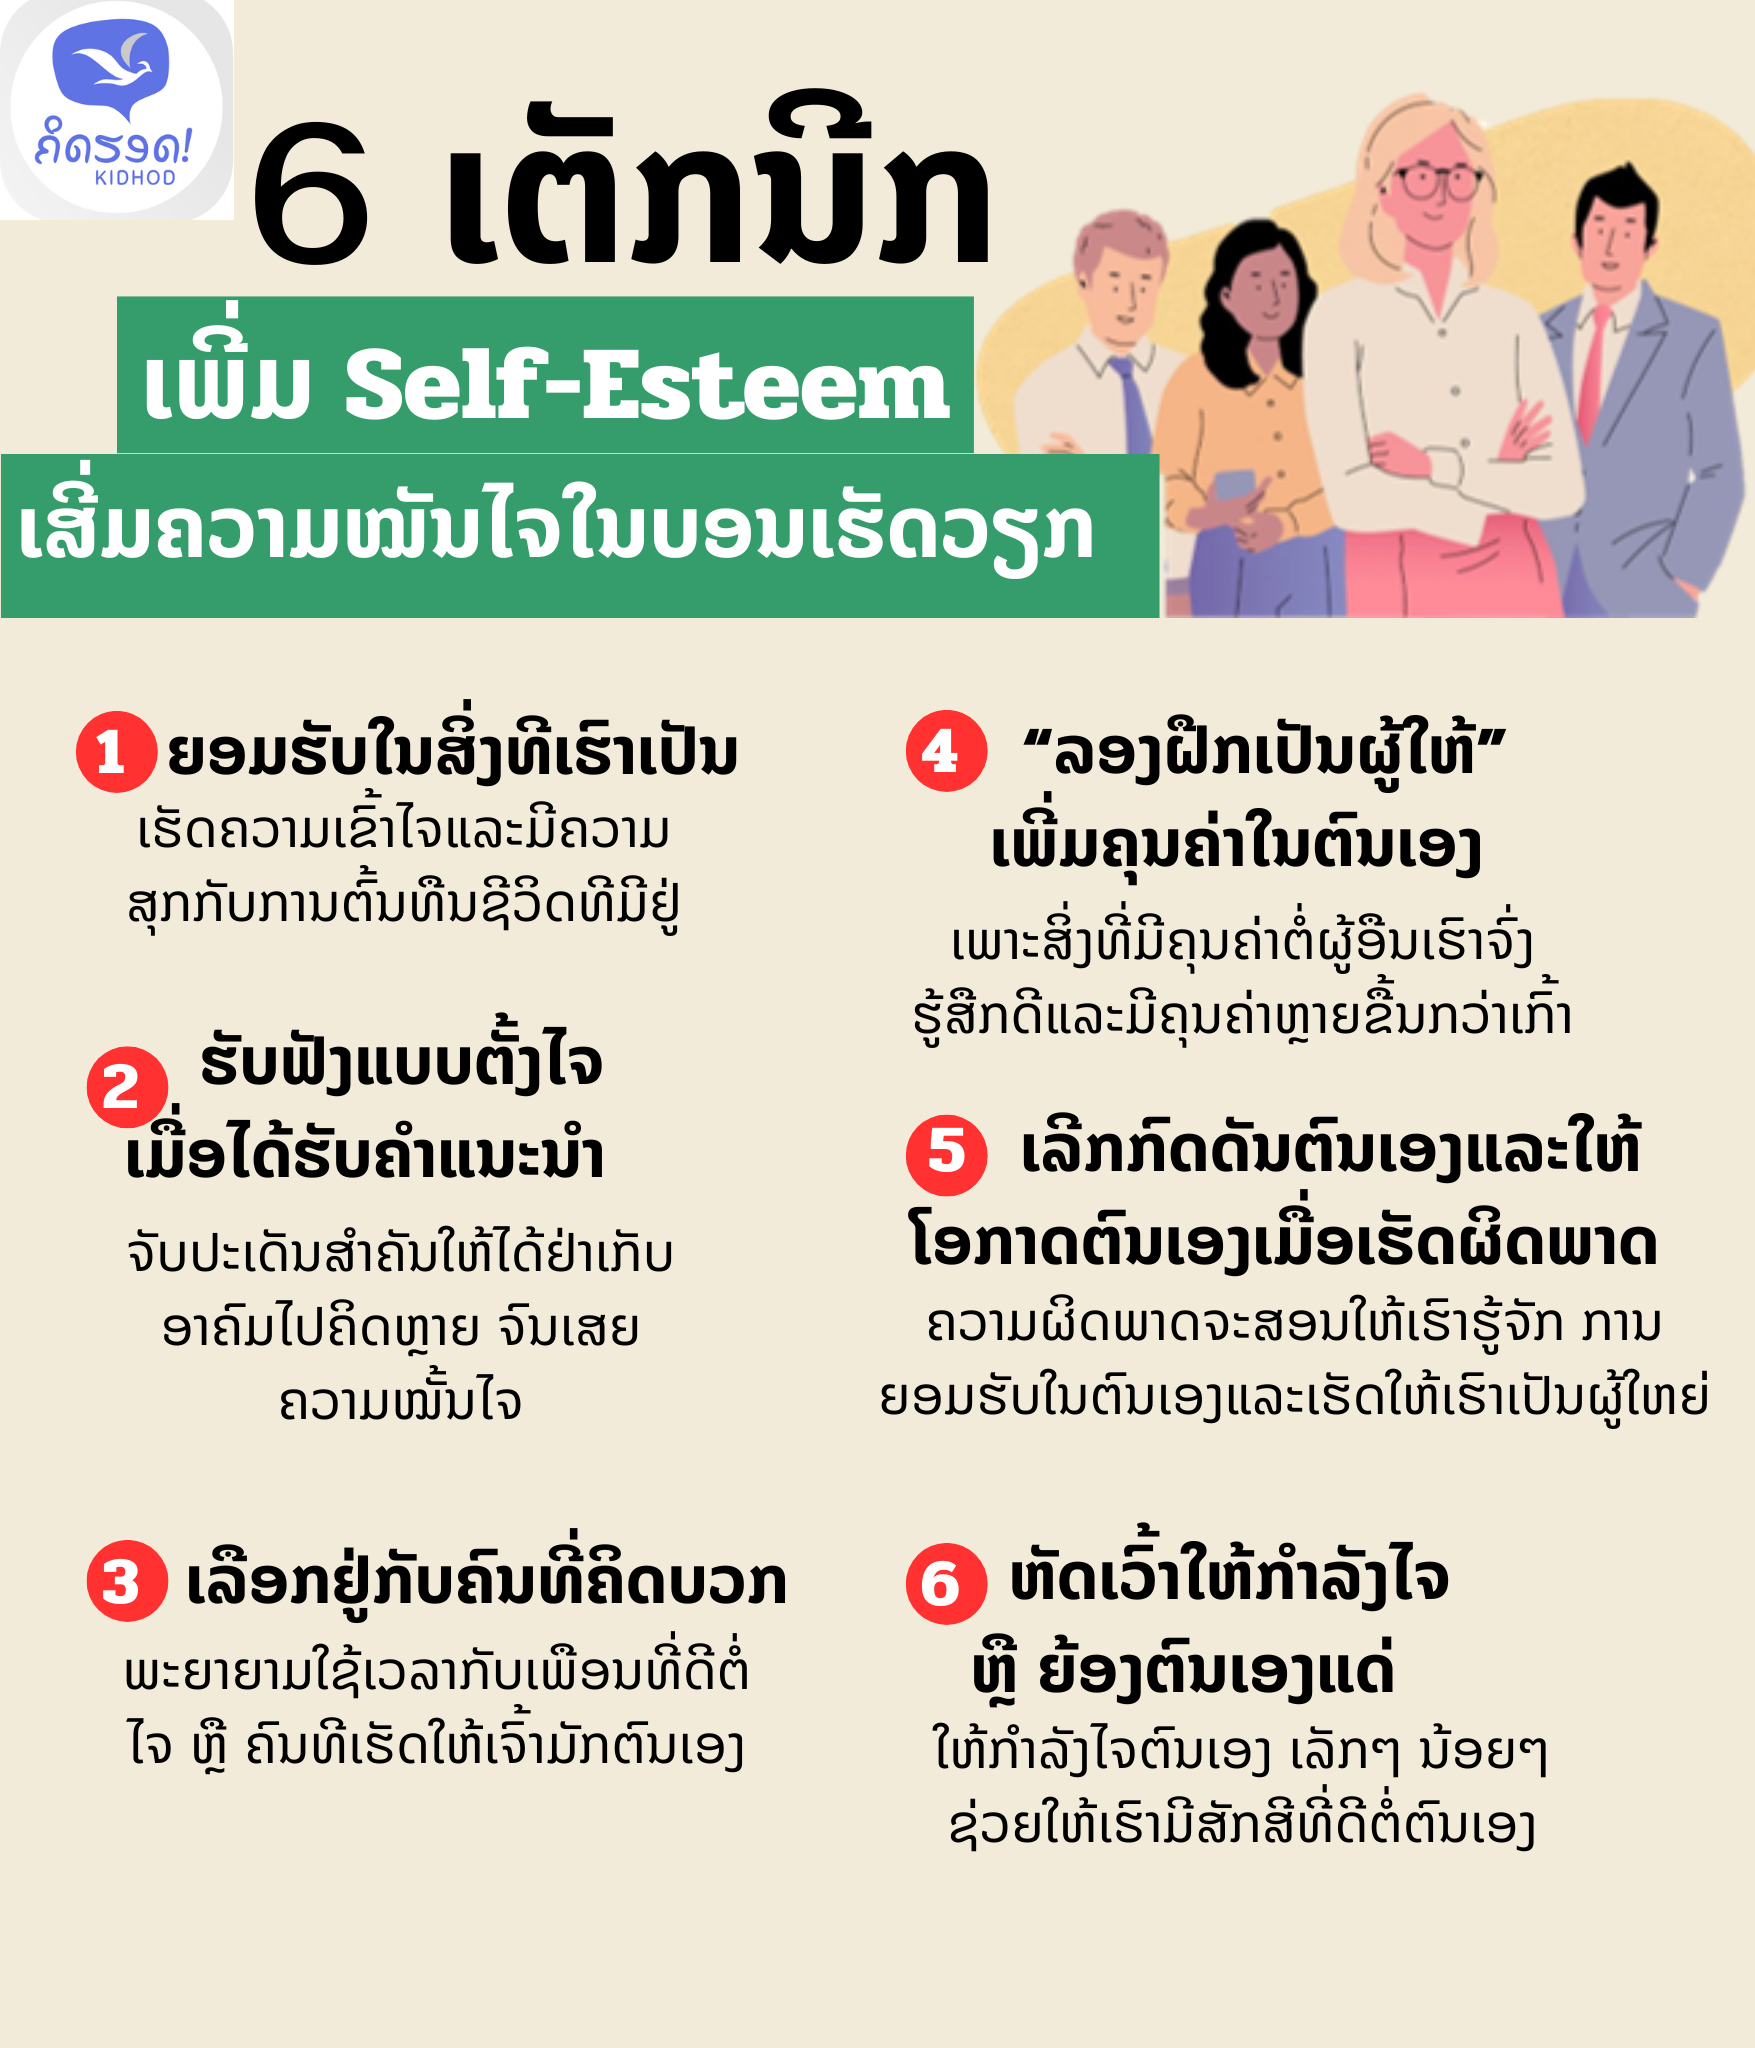 ຄິດຮອດ!
KIDHOD
6 ເຕັກນິກ
ເພີ່ມ Self-Esteem
ເສີ່ມຄວາມໝັນໄຈໃນບອນເຮັດວຽກ
1 ຍອມຮັບໃນສິ່ງທີເຮົາເປັນ
ເຮັດຄວາມເຂົ້າໄຈແລະມີຄວາມ
ສຸກກັບການຕົ້ນທືນຊີວິດທີມີຢູ່
2 ຮັບຟັງແບບຕັ້ງໄຈ
ເມື່ອໄດ້ຮັບຄຳແນະນຳ
ຈັບປະເດັນສຳຄັນໃຫ້ໄດ້ຢ່າເກັບ
ອາຄົມໄປຄິດຫຼາຍ ຈົນເສຍ
ຄວາມໝັ້ນໄຈ
3 ເລືອກຢູ່ກັບຄົນທີ່ຄິດບວກ
ພະຍາຍາມໃຊ້ເວລາກັບເພືອນທີ່ດີຕໍ່
ໄຈ ຫຼື ຄົນທີເຮັດໃຫ້ເຈົ້າມັກຕົນເອງ
4 “ລອງຝຶກເປັນຜູ້ໃຫ້”
ເພີ່ມຄຸນຄ່າໃນຕົນເອງ
ເພາະສິ່ງທີ່ມີຄຸນຄ່າຕໍ່ຜູ້ອືນເຮົາຈົ່ງ
ຮູ້ສຶກດີແລະມີຄຸນຄ່າຫຼາຍຂຶ້ນກວ່າເກົ້າ
5 ເລີກກົດດັນຕົນເອງແລະໃຫ້
ໂອກາດຕົນເອງເມື່ອເຮັດຜິດພາດ
ຄວາມຜິດພາດຈະສອນໃຫ້ເຮົາຮູ້ຈັກ ການ
ຍອມຮັບໃນຕົນເອງແລະເຮັດໃຫ້ເຮົາເປັນຜູ້ໃຫຍ່
6 ຫັດເວົ້າໃຫ້ກຳລັງໄຈ
ຫຼື ຍ້ອງຕົນເອງແດ່
ໃຫ້ກຳລັງໄຈຕົນເອງ ເລັກໆ ນ້ອຍໆ
ຊ່ວຍໃຫ້ເຮົາມີສັກສີທີ່ດີຕໍ່ຕົນເອງ